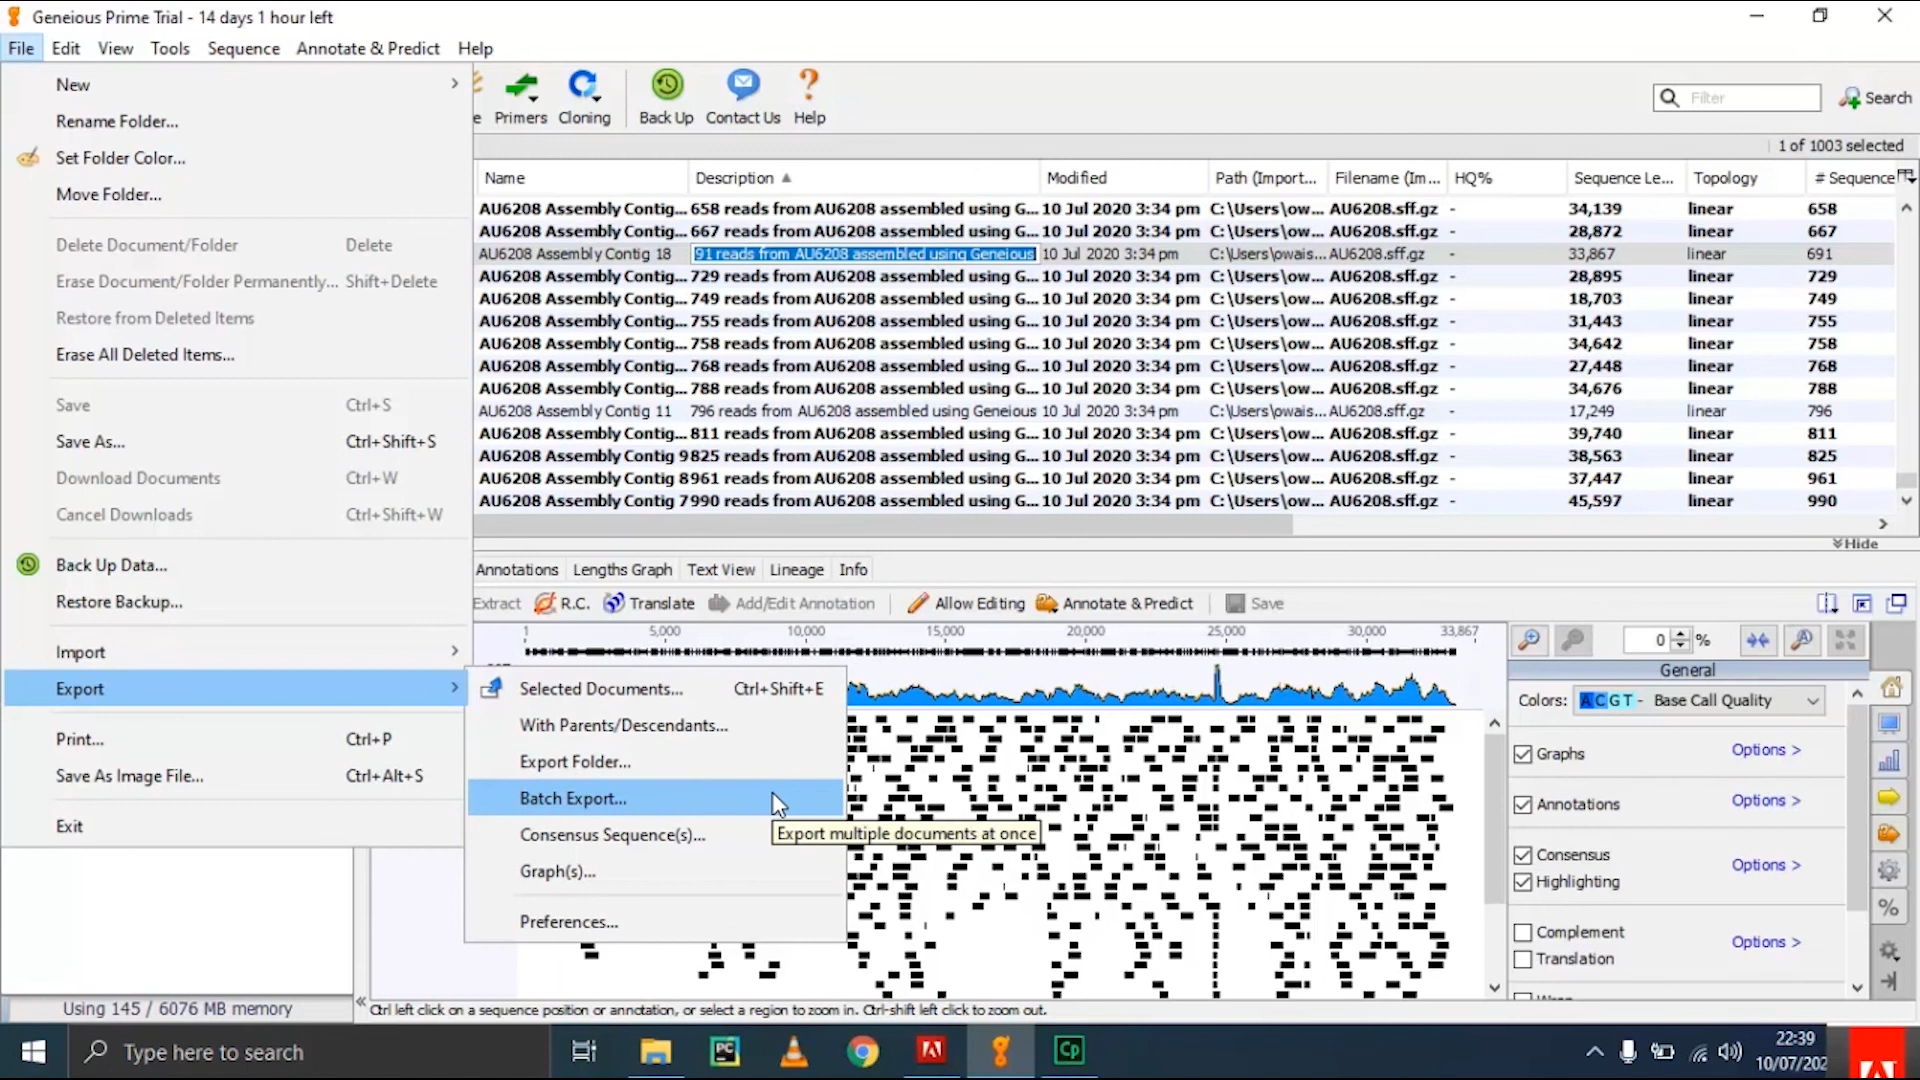 Geneious Prime Trial - 14 days 1 hour left
File Edit View Tools Sequence Annotate & Predict Help
New
Rename Folder...
Set Folder Color...
Move Folder...
Delete Document/Folder Delete
Erase Document/Folder Permanently... Shift+Delete
Restore from Deleted Items
Erase All Deleted Items...
Save Ctrl+S
Save As... Ctrl+Shift+S
Download Documents Ctrl+W
Cancel Downloads Ctrl+Shift+W
Back Up Data...
Restore Backup...
Import
Export
Print... Ctrl+P
Save As Image File... Ctrl+Alt+S
Exit
Primers Cloning Back Up Contact Us Help
Filter Search
1 of 1003 selected
Name Description Modified Path (Import... Filename (Im... HQ% Sequence Le... Topology # Sequence
AU6208 Assembly Contig... 658 reads from AU6208 assembled using G... 10 Jul 2020 3:34 pm C:\Users\ow... AU6208.sff.gz - 34,139 linear 658
AU6208 Assembly Contig... 667 reads from AU6208 assembled using G... 10 Jul 2020 3:34 pm C:\Users\ow... AU6208.sff.gz - 28,872 linear 667
AU6208 Assembly Contig 18 91 reads from AU6208 assembled using Geneious 10 Jul 2020 3:34 pm C:\Users\owais... AU6208.sff.gz - 33,867 linear 691
AU6208 Assembly Contig... 729 reads from AU6208 assembled using G... 10 Jul 2020 3:34 pm C:\Users\ow... AU6208.sff.gz - 28,895 linear 729
AU6208 Assembly Contig... 749 reads from AU6208 assembled using G... 10 Jul 2020 3:34 pm C:\Users\ow... AU6208.sff.gz - 18,703 linear 749
AU6208 Assembly Contig... 755 reads from AU6208 assembled using G... 10 Jul 2020 3:34 pm C:\Users\ow... AU6208.sff.gz - 31,443 linear 755
AU6208 Assembly Contig... 758 reads from AU6208 assembled using G... 10 Jul 2020 3:34 pm C:\Users\ow... AU6208.sff.gz - 34,642 linear 758
AU6208 Assembly Contig... 768 reads from AU6208 assembled using G... 10 Jul 2020 3:34 pm C:\Users\ow... AU6208.sff.gz - 27,448 linear 768
AU6208 Assembly Contig... 788 reads from AU6208 assembled using G... 10 Jul 2020 3:34 pm C:\Users\ow... AU6208.sff.gz - 34,676 linear 788
AU6208 Assembly Contig 11 796 reads from AU6208 assembled using Geneious 10 Jul 2020 3:34 pm C:\Users\owais... AU6208.sff.gz - 17,249 linear 796
AU6208 Assembly Contig... 811 reads from AU6208 assembled using G... 10 Jul 2020 3:34 pm C:\Users\ow... AU6208.sff.gz - 39,740 linear 811
AU6208 Assembly Contig 9 825 reads from AU6208 assembled using G... 10 Jul 2020 3:34 pm C:\Users\ow... AU6208.sff.gz - 38,563 linear 825
AU6208 Assembly Contig 8 961 reads from AU6208 assembled using G... 10 Jul 2020 3:34 pm C:\Users\ow... AU6208.sff.gz - 37,447 linear 961
AU6208 Assembly Contig 7 990 reads from AU6208 assembled using G... 10 Jul 2020 3:34 pm C:\Users\ow... AU6208.sff.gz - 45,597 linear 990
Hide
Annotations Lengths Graph Text View Lineage Info
Extract R.C. Translate Add/Edit Annotation Allow Editing Annotate & Predict Save
1 5,000 10,000 15,000 20,000 25,000 30,000 33,867
Selected Documents... Ctrl+Shift+E
With Parents/Descendants...
Export Folder...
Batch Export...
Export multiple documents at once
Consensus Sequence(s)...
Graph(s)...
Preferences...
0 %
General
Colors: ACGT - Base Call Quality
Graphs Options >
Annotations Options >
Consensus Options >
Highlighting
Complement Options >
Translation
%
Using 145 / 6076 MB memory
Ctrl left click on a sequence position or annotation, or select a region to zoom in. Ctrl-shift left click to zoom out.
Type here to search
PC
Cp
22:39
10/07/202